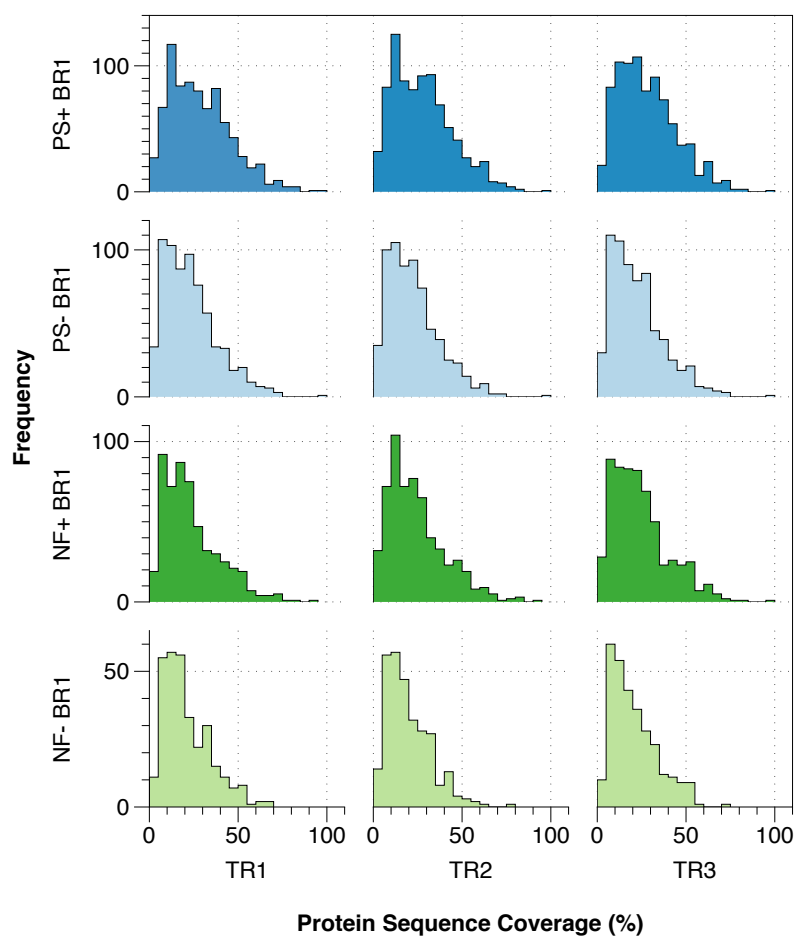 PS+ BR1
100
0
PS- BR1
100
0
Frequency
NF+ BR1
100
0
NF- BR1
50
0
0 50 100
0 50 100
0 50 100
TR1
TR2
TR3
Protein Sequence Coverage (%)